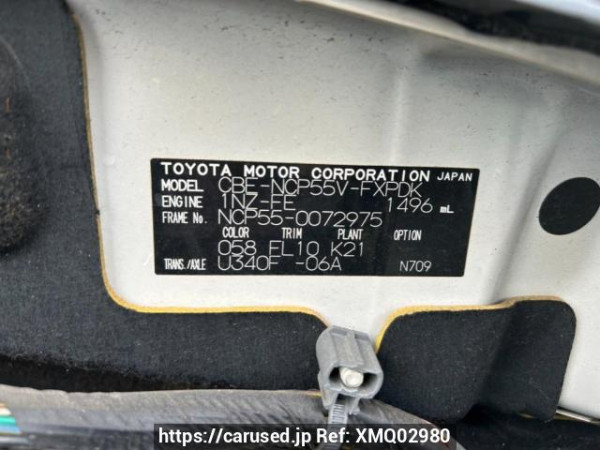 TOYOTA MOTOR CORPORATION JAPAN
MODEL CBE-NCP55V-FXPDK
ENGINE 1NZ-FE 1496 mL
FRAME No. NCP55-0072975
COLOR TRIM PLANT OPTION
058 FL10 K21
TRANS./AXLE U340F -06A N709
https://carused.jp Ref: XMQ02980